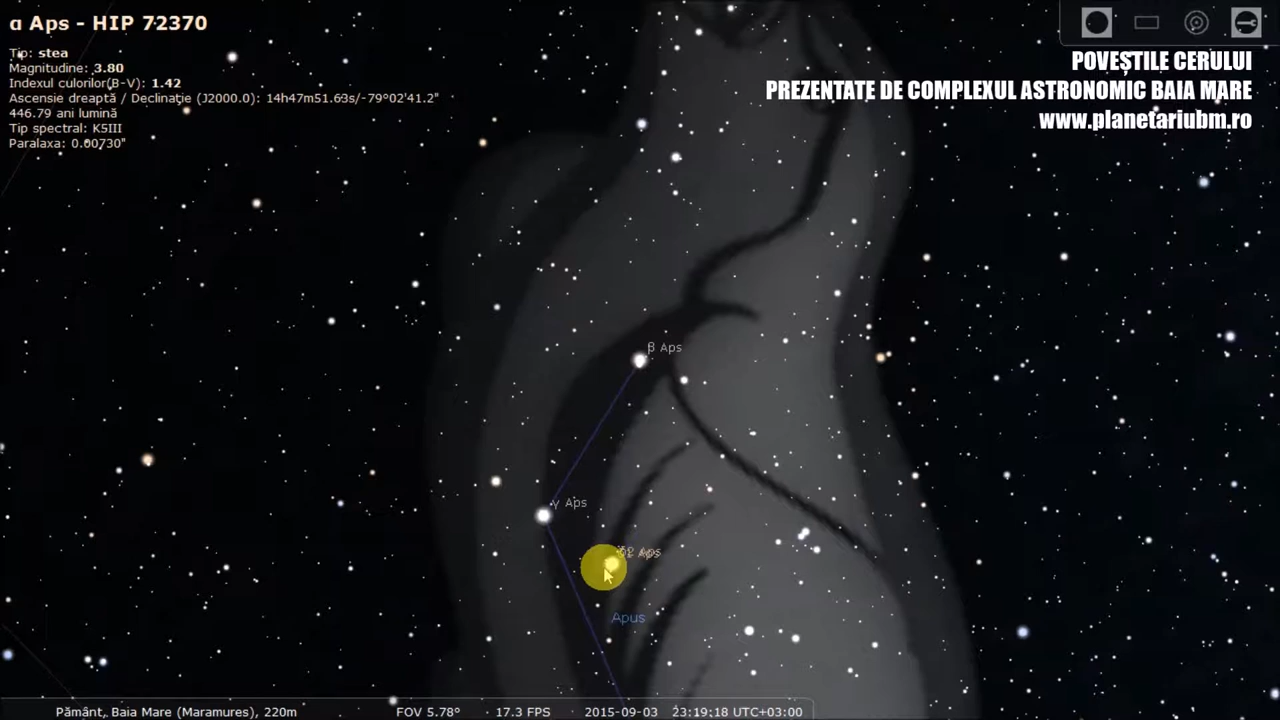 α Aps - HIP 72370
Tip: stea
Magnitudine: 3.80
Indexul culorilor(B-V): 1.42
Ascensie dreaptă / Declinaţie (J2000.0): 14h47m51.63s/-79°02'41.2"
446.79 ani lumină
Tip spectral: K5III
Paralaxa: 0.00730"
POVEȘTILE CERULUI
PREZENTATE DE COMPLEXUL ASTRONOMIC BAIA MARE
www.planetariubm.ro
β Aps
γ Aps
Aps
Apus
Pământ, Baia Mare (Maramures), 220m FOV 5.78° 17.3 FPS 2015-09-03 23:19:18 UTC+03:00